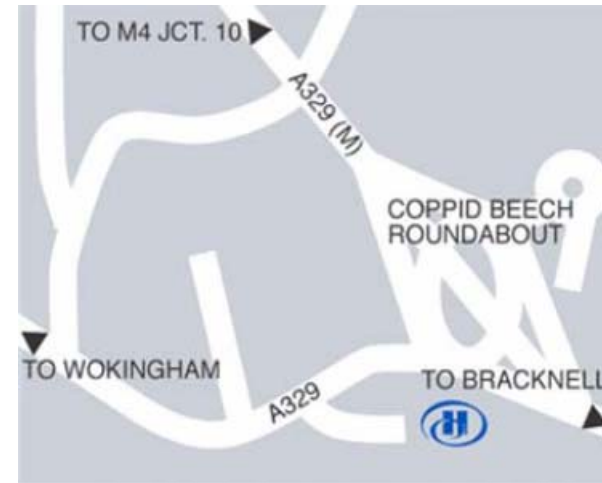 TO M4 JCT. 10
A329 (M)
COPPID BEECH
ROUNDABOUT
TO WOKINGHAM
A329
TO BRACKNELL
H